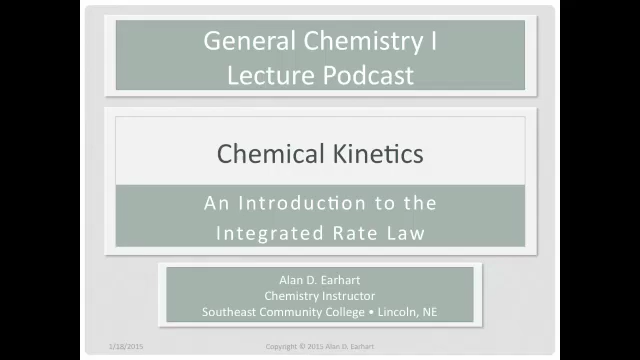 General Chemistry I
Lecture Podcast
Chemical Kinetics
An Introduction to the
Integrated Rate Law
Alan D. Earhart
Chemistry Instructor
Southeast Community College • Lincoln, NE
1/18/2015 Copyright © 2015 Alan D. Earhart